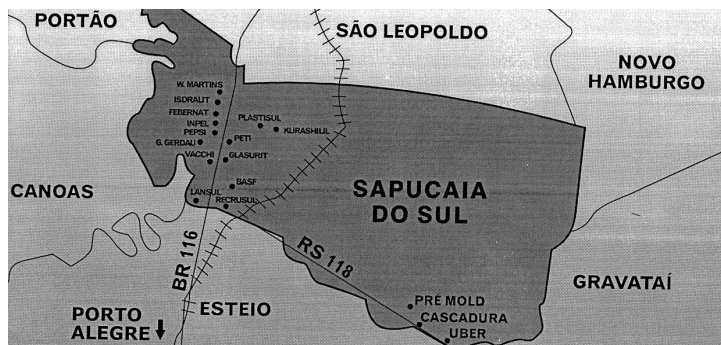 PORTÃO
SÃO LEOPOLDO
NOVO
HAMBURGO
W. MARTINS
ISDRALIT
FEBERNAT
INPEL
PEPSI
G. GERDAU
VACCHI
PLASTISUL
KURASHIUL
PETI
GLASURIT
BASF
LANSUL
RECRUSUL
CANOAS
SAPUCAIA
DO SUL
BR 116
RS 118
ESTEIO
PORTO
ALEGRE
GRAVATAÍ
PRÉ MOLD
CASCADURA
UBER